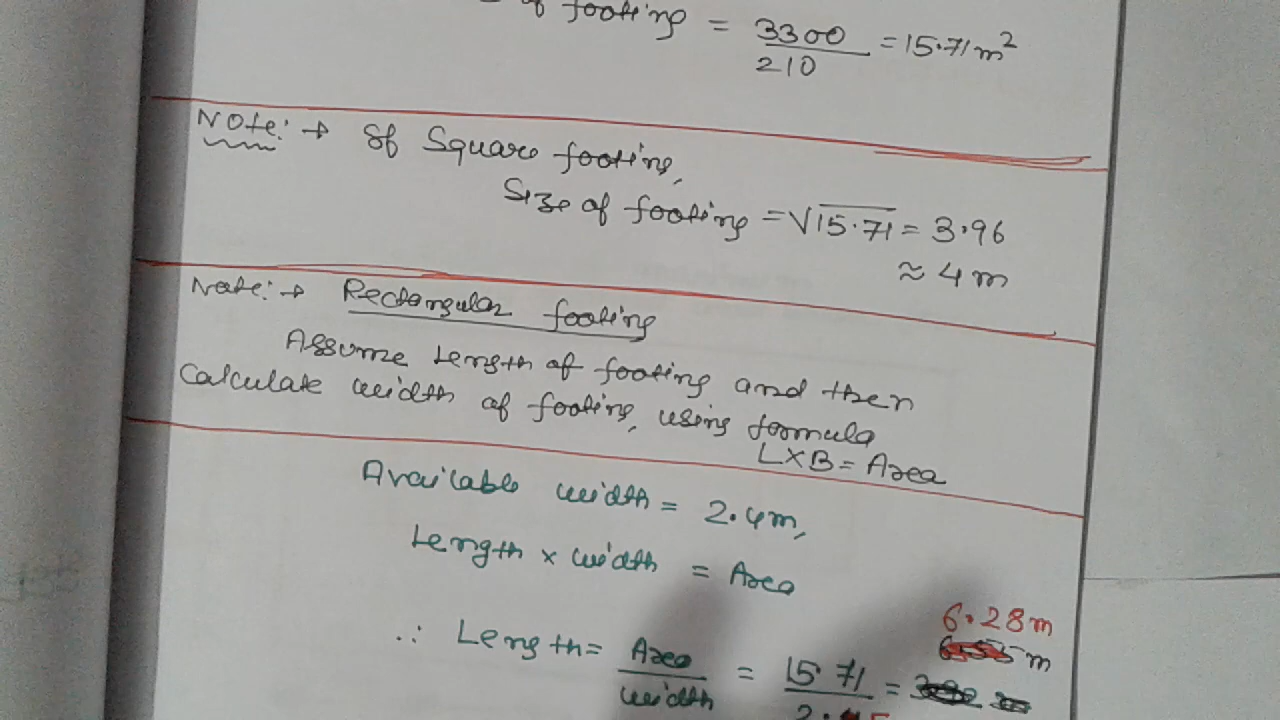 of footing = 3300 / 210 = 15.71 m²
Note: → If Square footing,
Size of footing = √15.71 = 3.96
≈ 4 m
Note: → Rectangular footing
Assume Length of footing and then
Calculate width of footing, using formula
L×B = Area
Available width = 2.4m,
Length × width = Area
6.28m
m
∴ Length = Area / width = 15.71 / 2. =